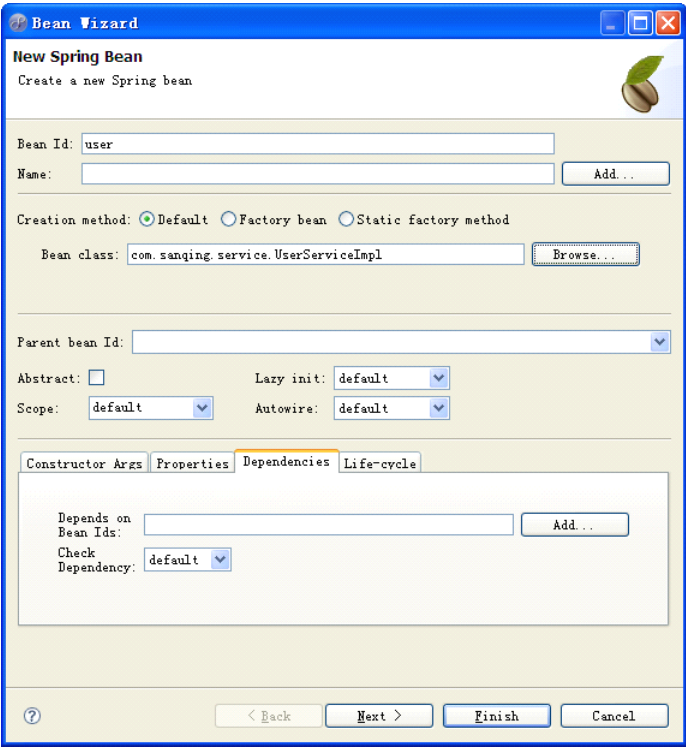 Bean Wizard
New Spring Bean
Create a new Spring bean
Bean Id: user
Name: Add...
Creation method: Default Factory bean Static factory method
Bean class: com.sanqing.service.UserServiceImpl Browse...
Parent bean Id:
Abstract: Lazy init: default
Scope: default Autowire: default
Constructor Args Properties Dependencies Life-cycle
Depends on
Bean Ids: Add...
Check
Dependency: default
? < Back Next > Finish Cancel